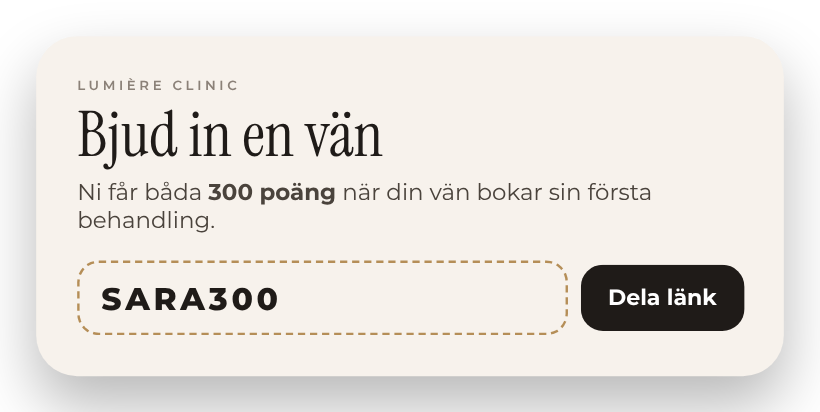 LUMIÈRE CLINIC
Bjud in en vän
Ni får båda 300 poäng när din vän bokar sin första
behandling.
SARA300
Dela länk